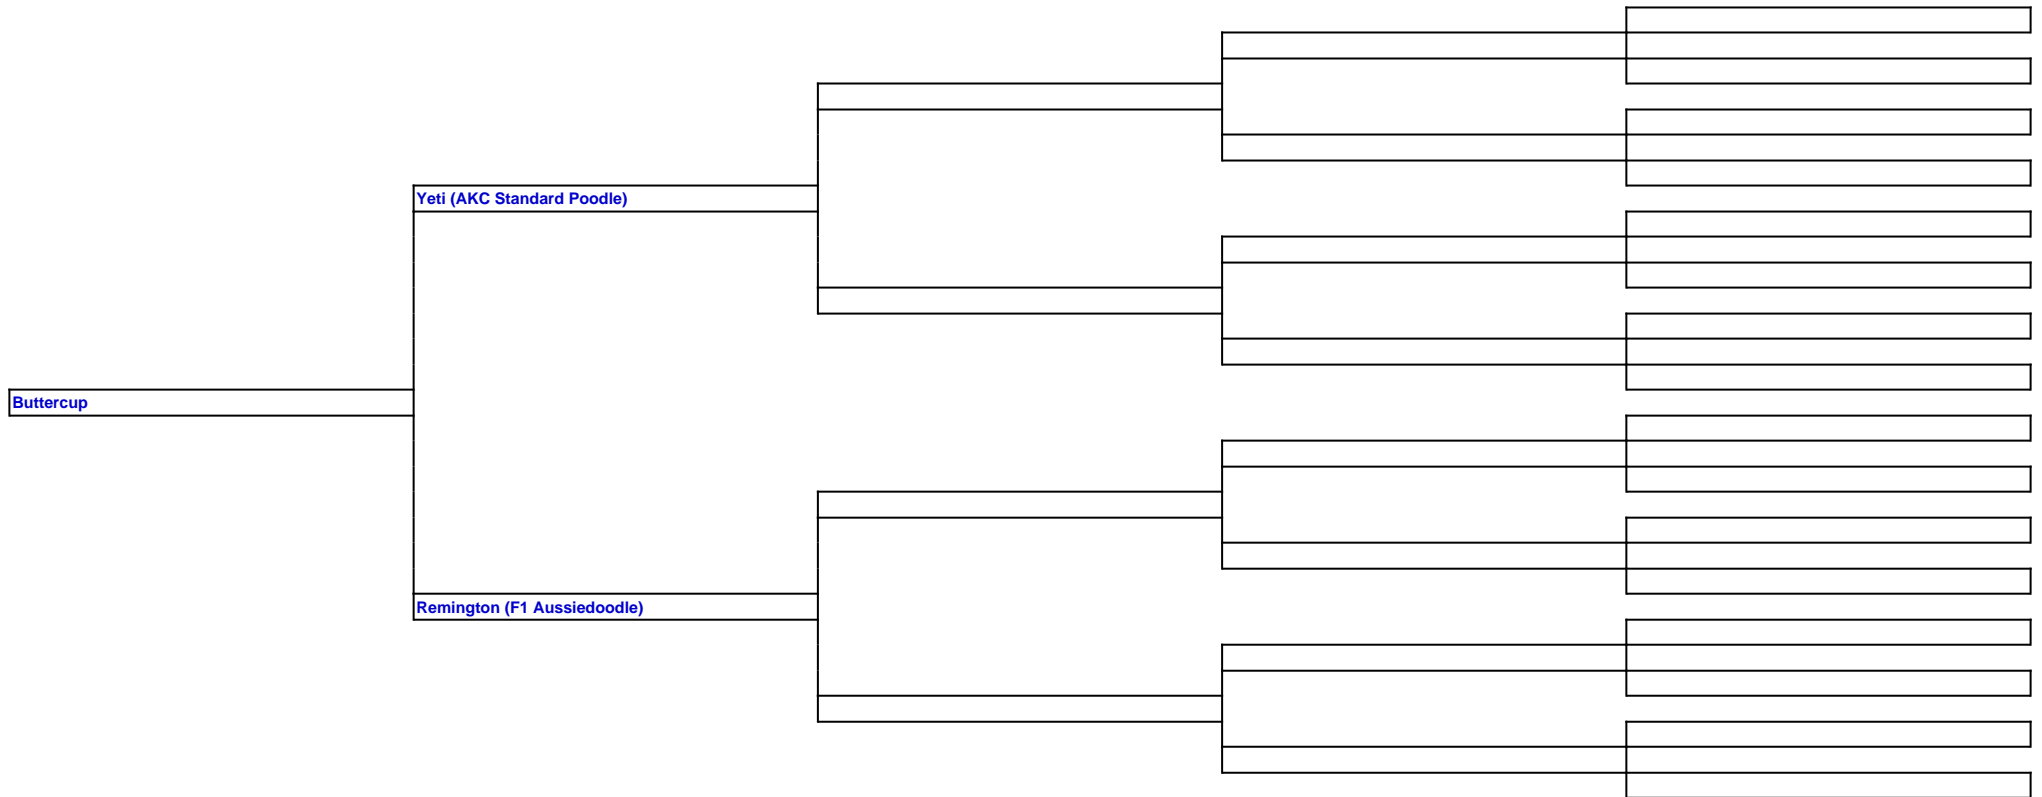 Yeti (AKC Standard Poodle)
Buttercup
Remington (F1 Aussiedoodle)